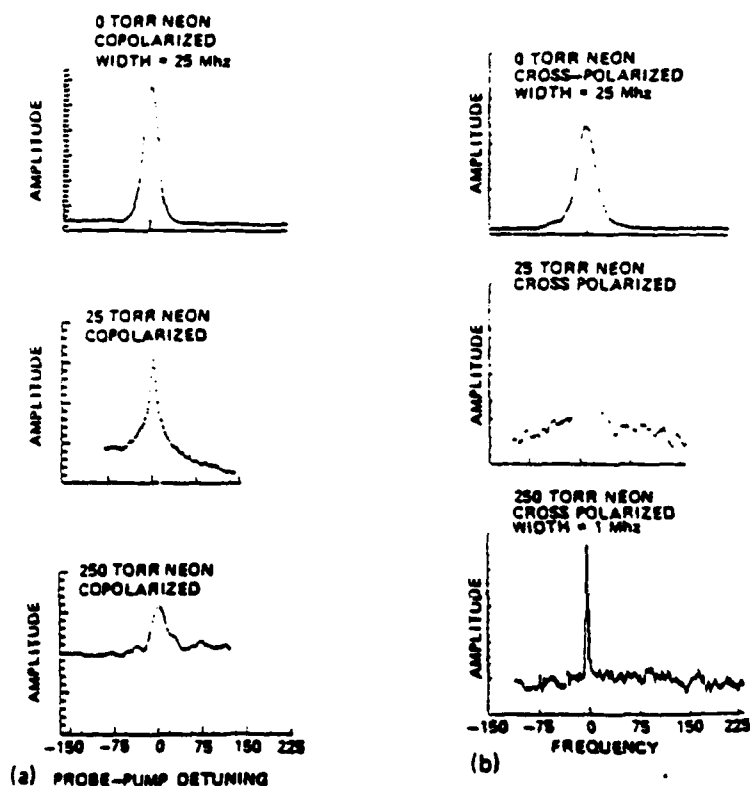 0 TORR NEON
COPOLARIZED
WIDTH = 25 Mhz
AMPLITUDE
25 TORR NEON
COPOLARIZED
AMPLITUDE
250 TORR NEON
COPOLARIZED
AMPLITUDE
-150 -75 0 75 150 225
(a) PROBE-PUMP DETUNING
0 TORR NEON
CROSS-POLARIZED
WIDTH = 25 Mhz
AMPLITUDE
25 TORR NEON
CROSS POLARIZED
AMPLITUDE
250 TORR NEON
CROSS POLARIZED
WIDTH = 1 Mhz
AMPLITUDE
-150 -75 0 75 150 225
(b) FREQUENCY